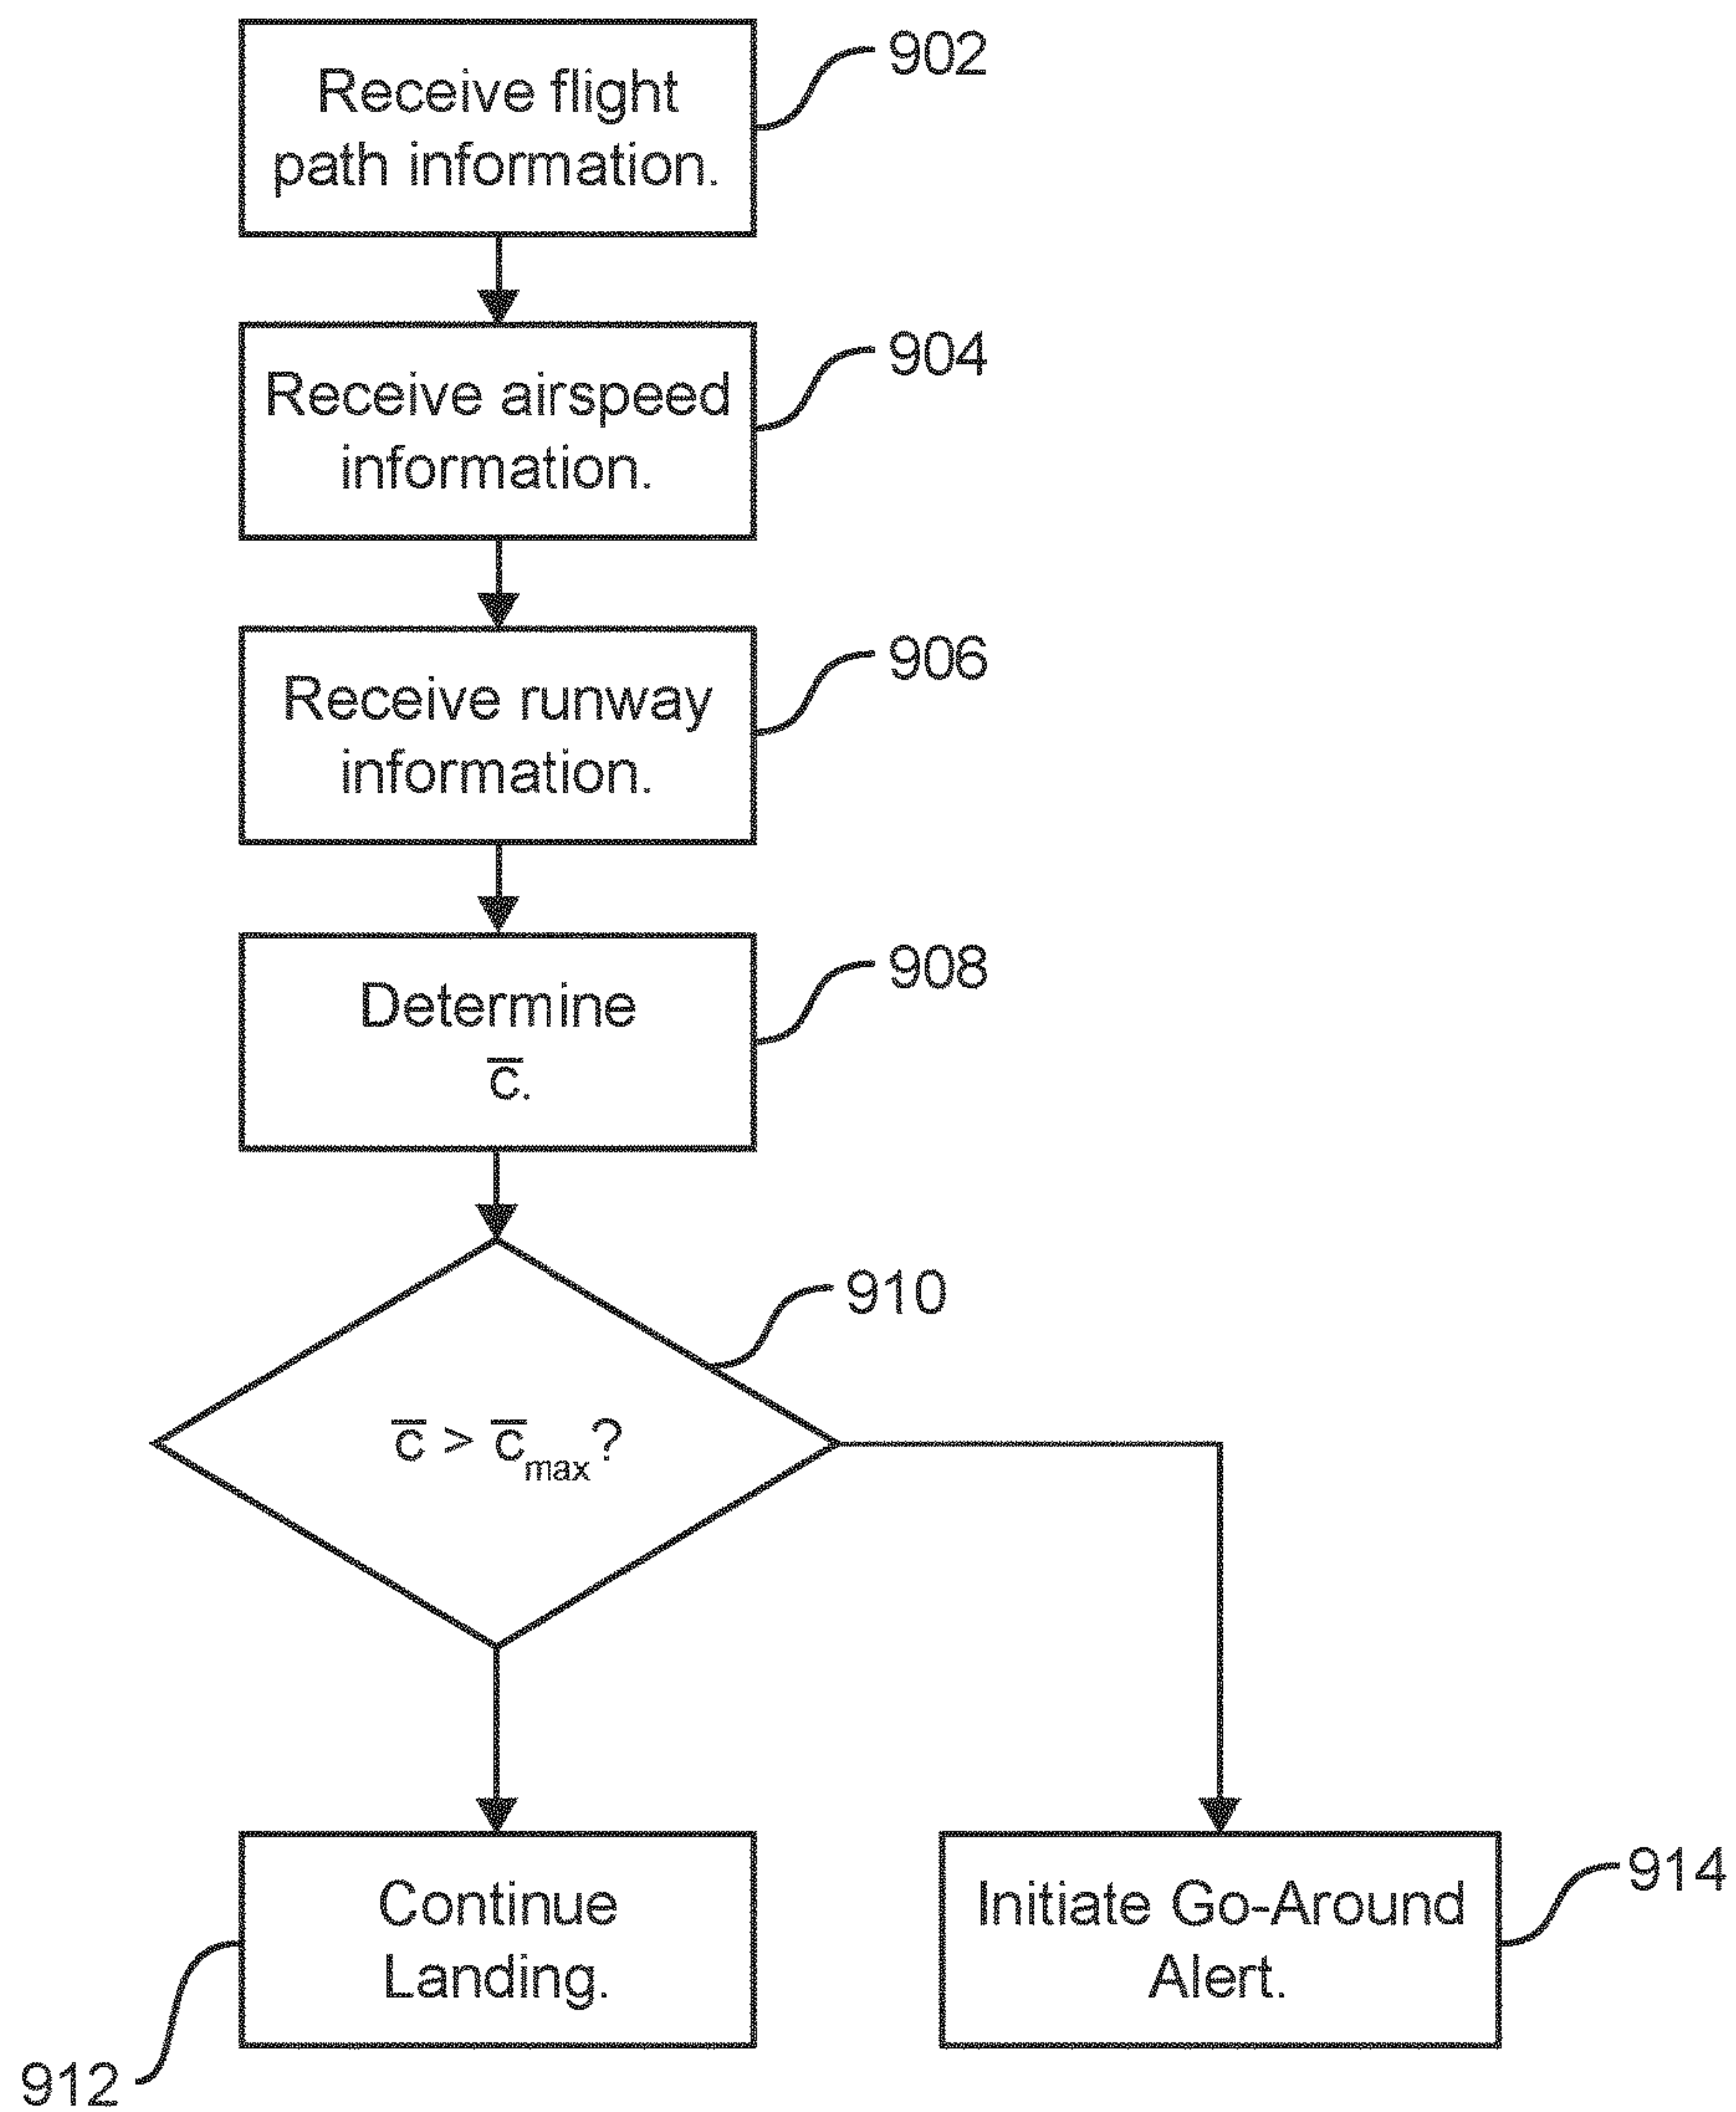 Receive flight
path information.
902
Receive airspeed
information.
904
Receive runway
information.
906
Determine
c̅.
908
c̅ > c̅max?
910
Continue
Landing.
912
Initiate Go-Around
Alert.
914